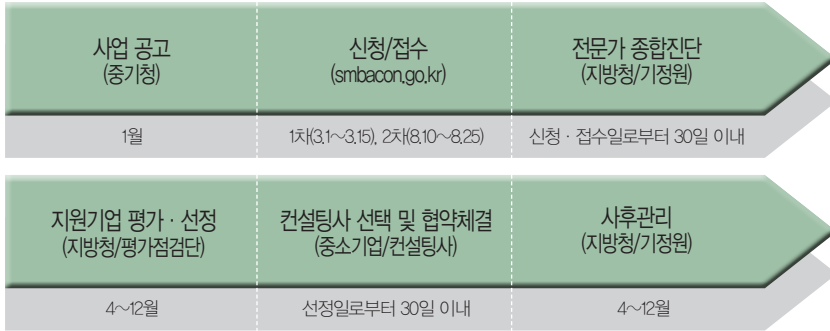 사업 공고
(중기청)
신청/접수
(smbacon.go.kr)
전문가 종합진단
(지방청/기정원)
1월
1차(3.1~3.15), 2차(8.10~8.25)
신청 · 접수일로부터 30일 이내
지원기업 평가 · 선정
(지방청/평가점검단)
컨설팅사 선택 및 협약체결
(중소기업/컨설팅사)
사후관리
(지방청/기정원)
4~12월
선정일로부터 30일 이내
4~12월